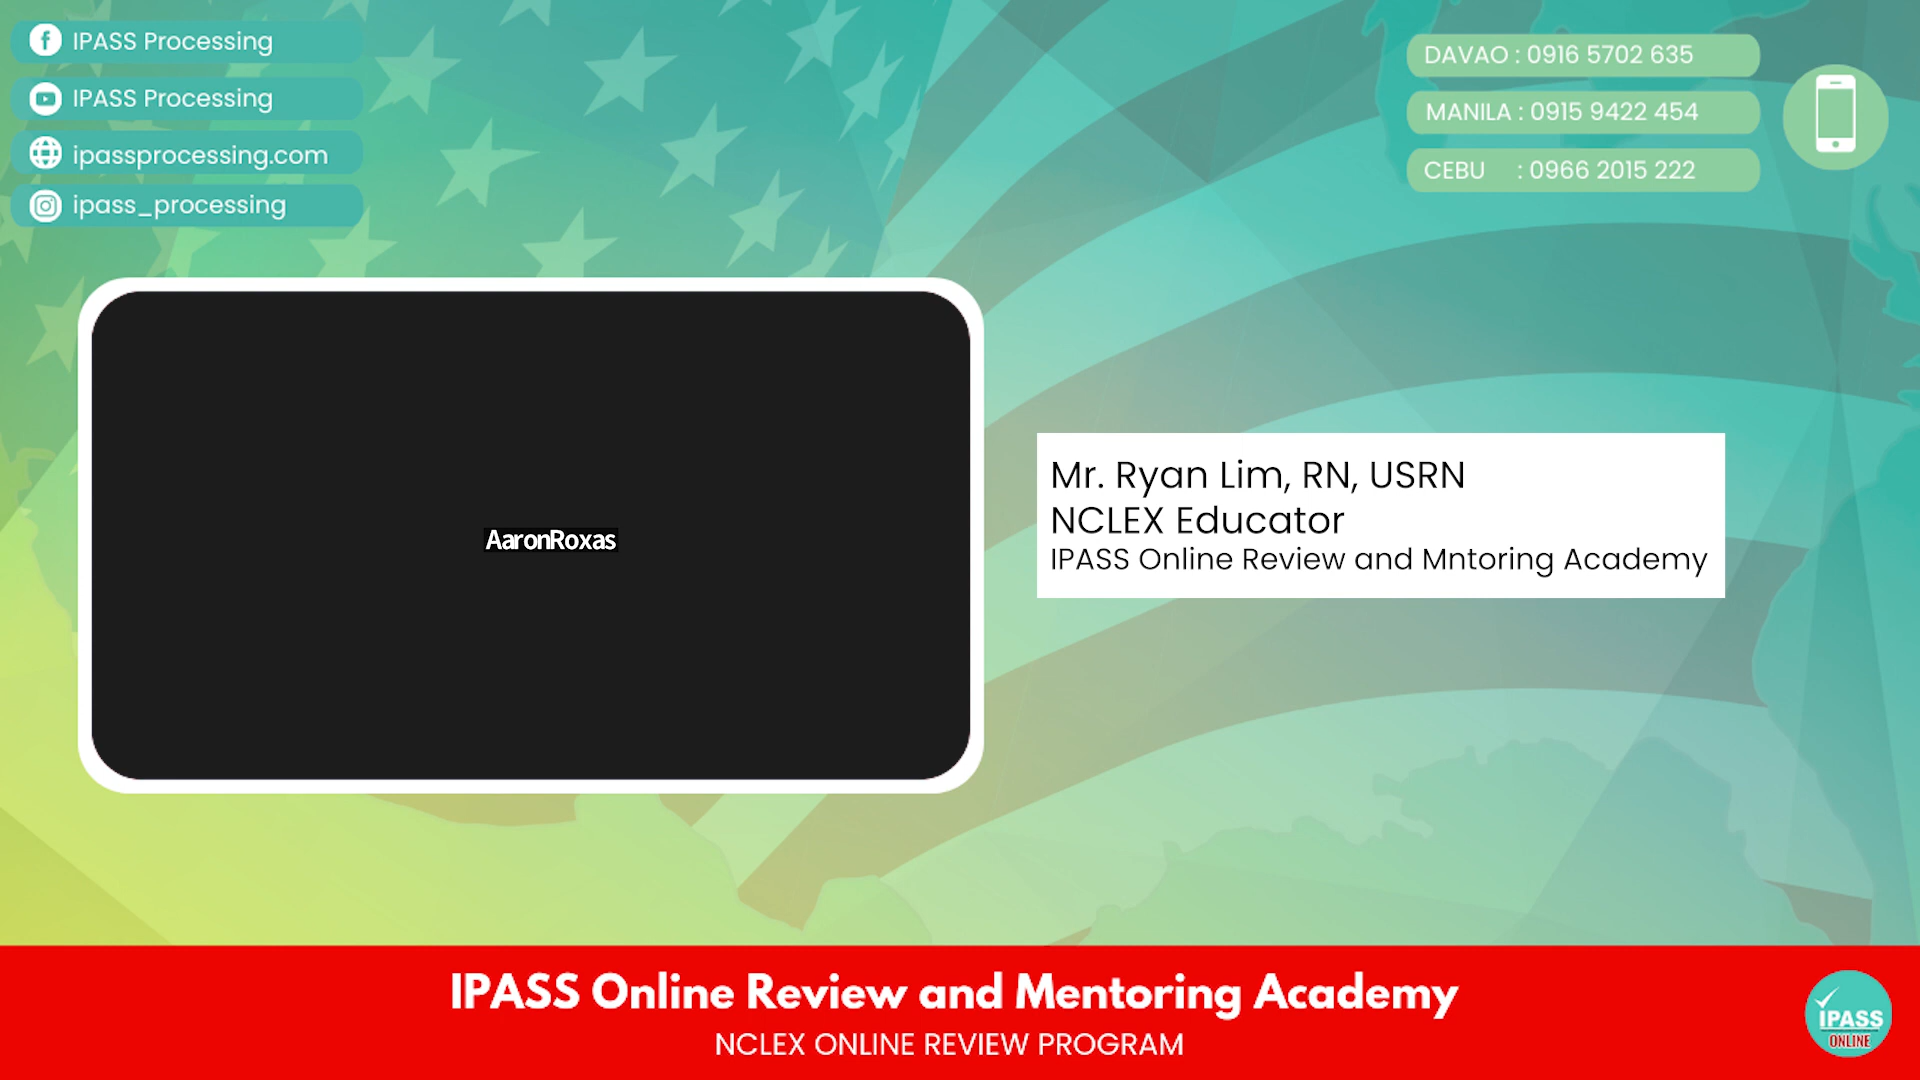 IPASS Processing
IPASS Processing
ipassprocessing.com
ipass_processing
DAVAO : 0916 5702 635
MANILA : 0915 9422 454
CEBU : 0966 2015 222
AaronRoxas
Mr. Ryan Lim, RN, USRN
NCLEX Educator
IPASS Online Review and Mntoring Academy
IPASS Online Review and Mentoring Academy
NCLEX ONLINE REVIEW PROGRAM
iPASS
ONLINE